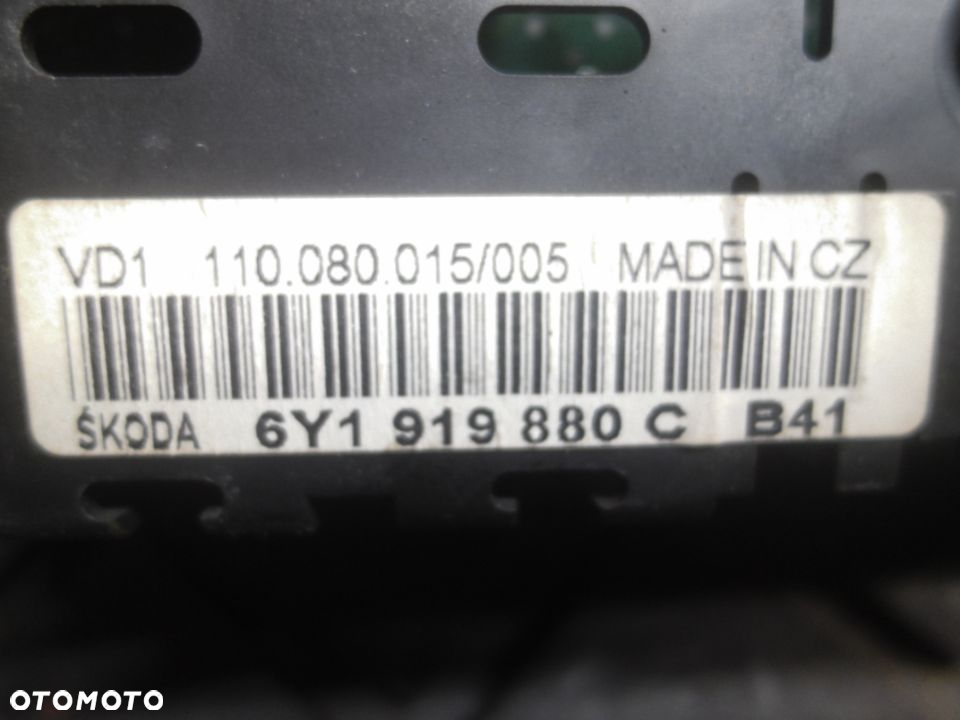 VD1 110.080.015/005 MADE IN CZ
ŠKODA 6Y1 919 880 C B41
OTOMOTO